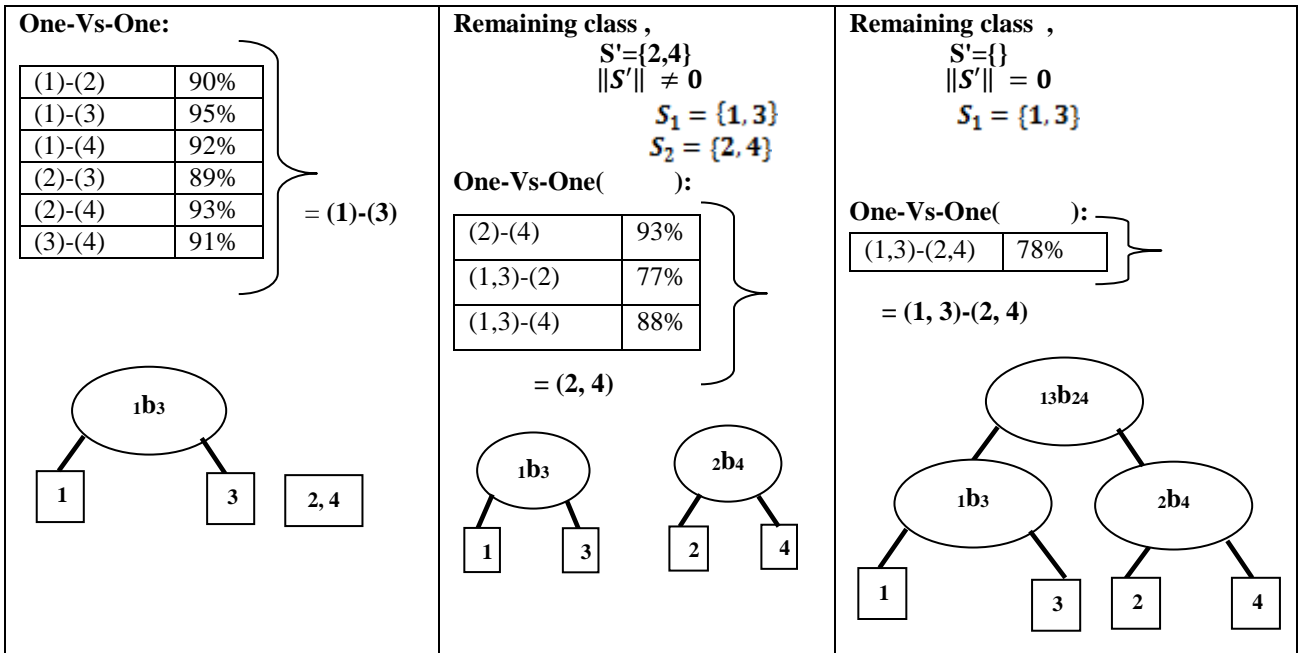 One-Vs-One:
(1)-(2) 90%
(1)-(3) 95%
(1)-(4) 92%
(2)-(3) 89%
(2)-(4) 93%
(3)-(4) 91%
= (1)-(3)
1b3
1
3
2, 4
Remaining class ,
S'={2,4}
‖S′‖ ≠ 0
S₁ = {1, 3}
S₂ = {2, 4}
One-Vs-One( ):
(2)-(4) 93%
(1,3)-(2) 77%
(1,3)-(4) 88%
= (2, 4)
1b3
2b4
1
3
2
4
Remaining class ,
S'={}
‖S′‖ = 0
S₁ = {1, 3}
One-Vs-One( ):
(1,3)-(2,4) 78%
= (1, 3)-(2, 4)
13b24
1b3
2b4
1
3
2
4